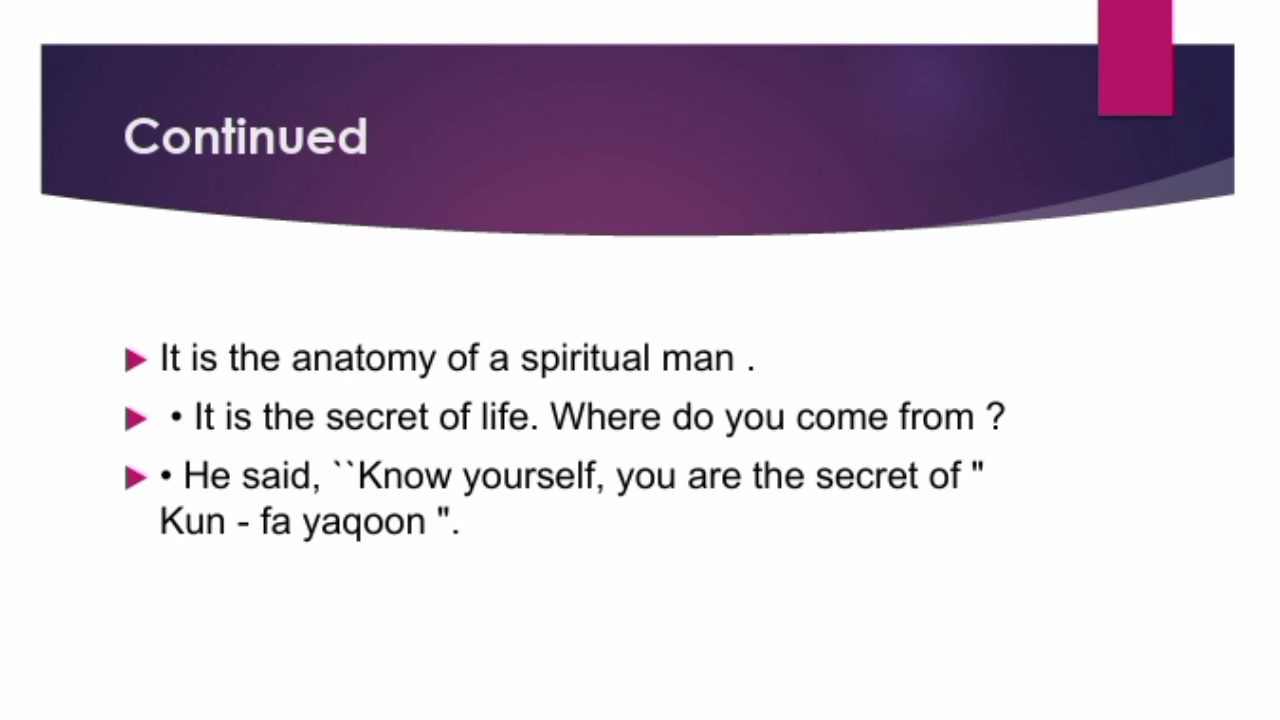 Continued
It is the anatomy of a spiritual man .
• It is the secret of life. Where do you come from ?
• He said, ``Know yourself, you are the secret of "
Kun - fa yaqoon ".